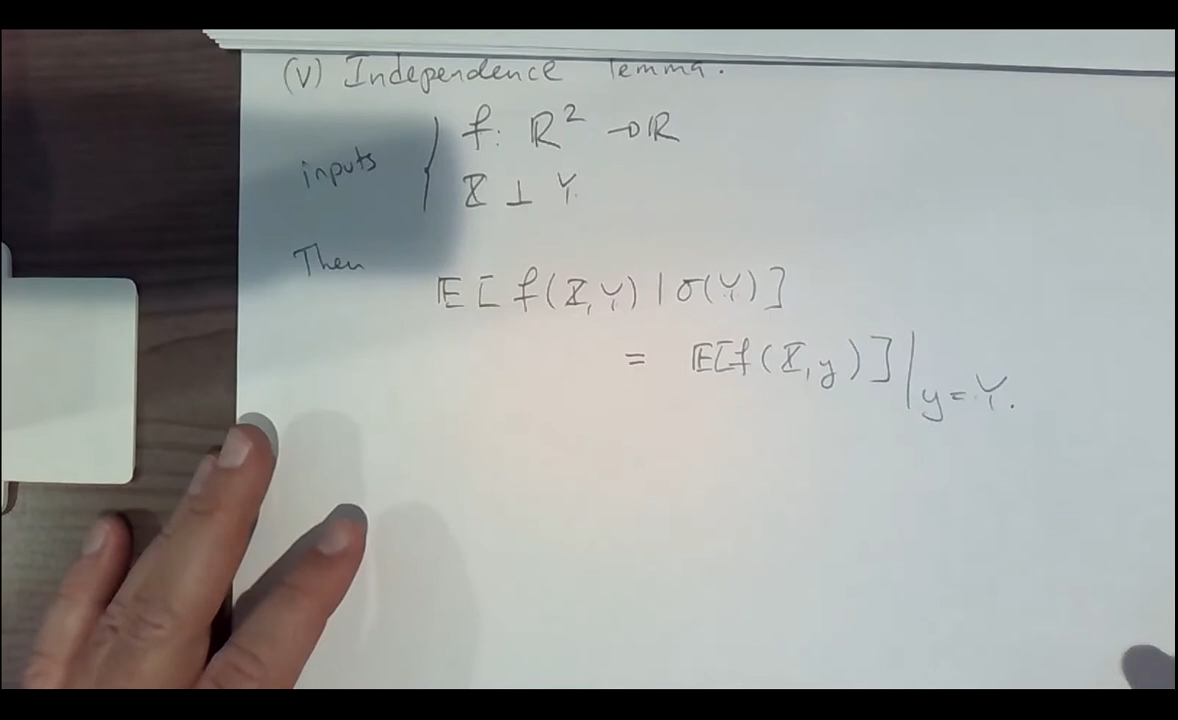 (V) Independence lemma.
inputs { f: ℝ² → ℝ
X ⊥ Y.
Then
𝔼[f(X,Y) | σ(Y)]
= 𝔼[f(X,y)]|y=Y.